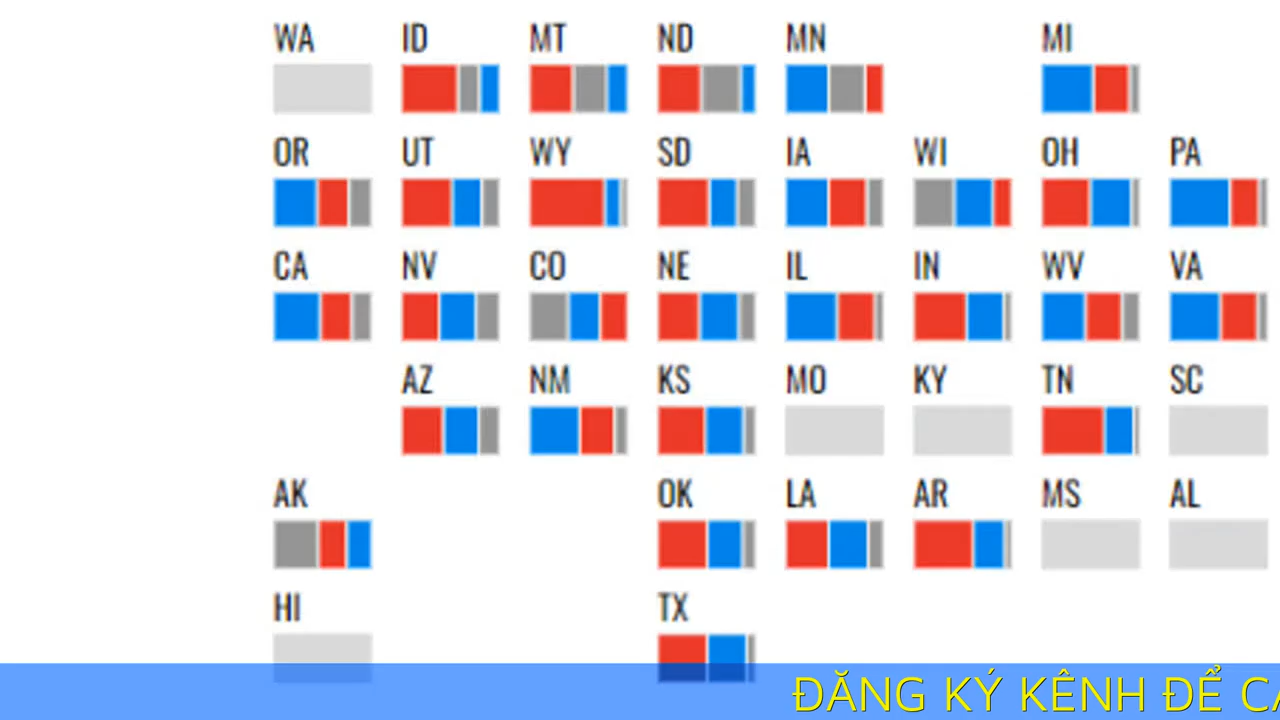 WA ID MT ND MN MI
OR UT WY SD IA WI OH PA
CA NV CO NE IL IN WV VA
AZ NM KS MO KY TN SC
AK OK LA AR MS AL
HI TX
ĐĂNG KÝ KÊNH ĐỂ